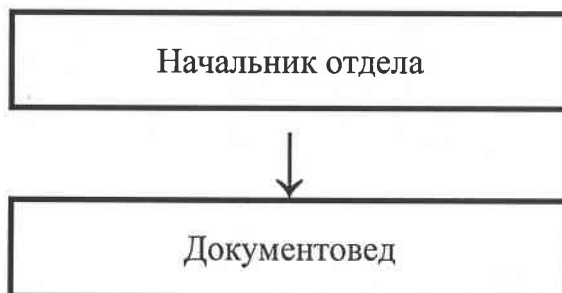 Начальник отдела
Документовед